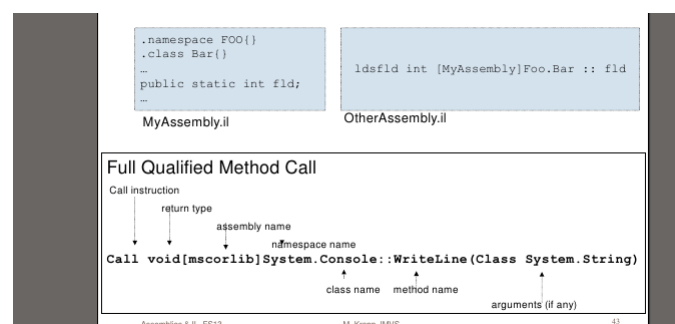 .namespace FOO{}
.class Bar{}
…
public static int fld;
…
MyAssembly.il
ldsfld int [MyAssembly]Foo.Bar :: fld
OtherAssembly.il
Full Qualified Method Call
Call instruction
return type
assembly name
namespace name
Call void[mscorlib]System.Console::WriteLine(Class System.String)
class name method name
arguments (if any)
43